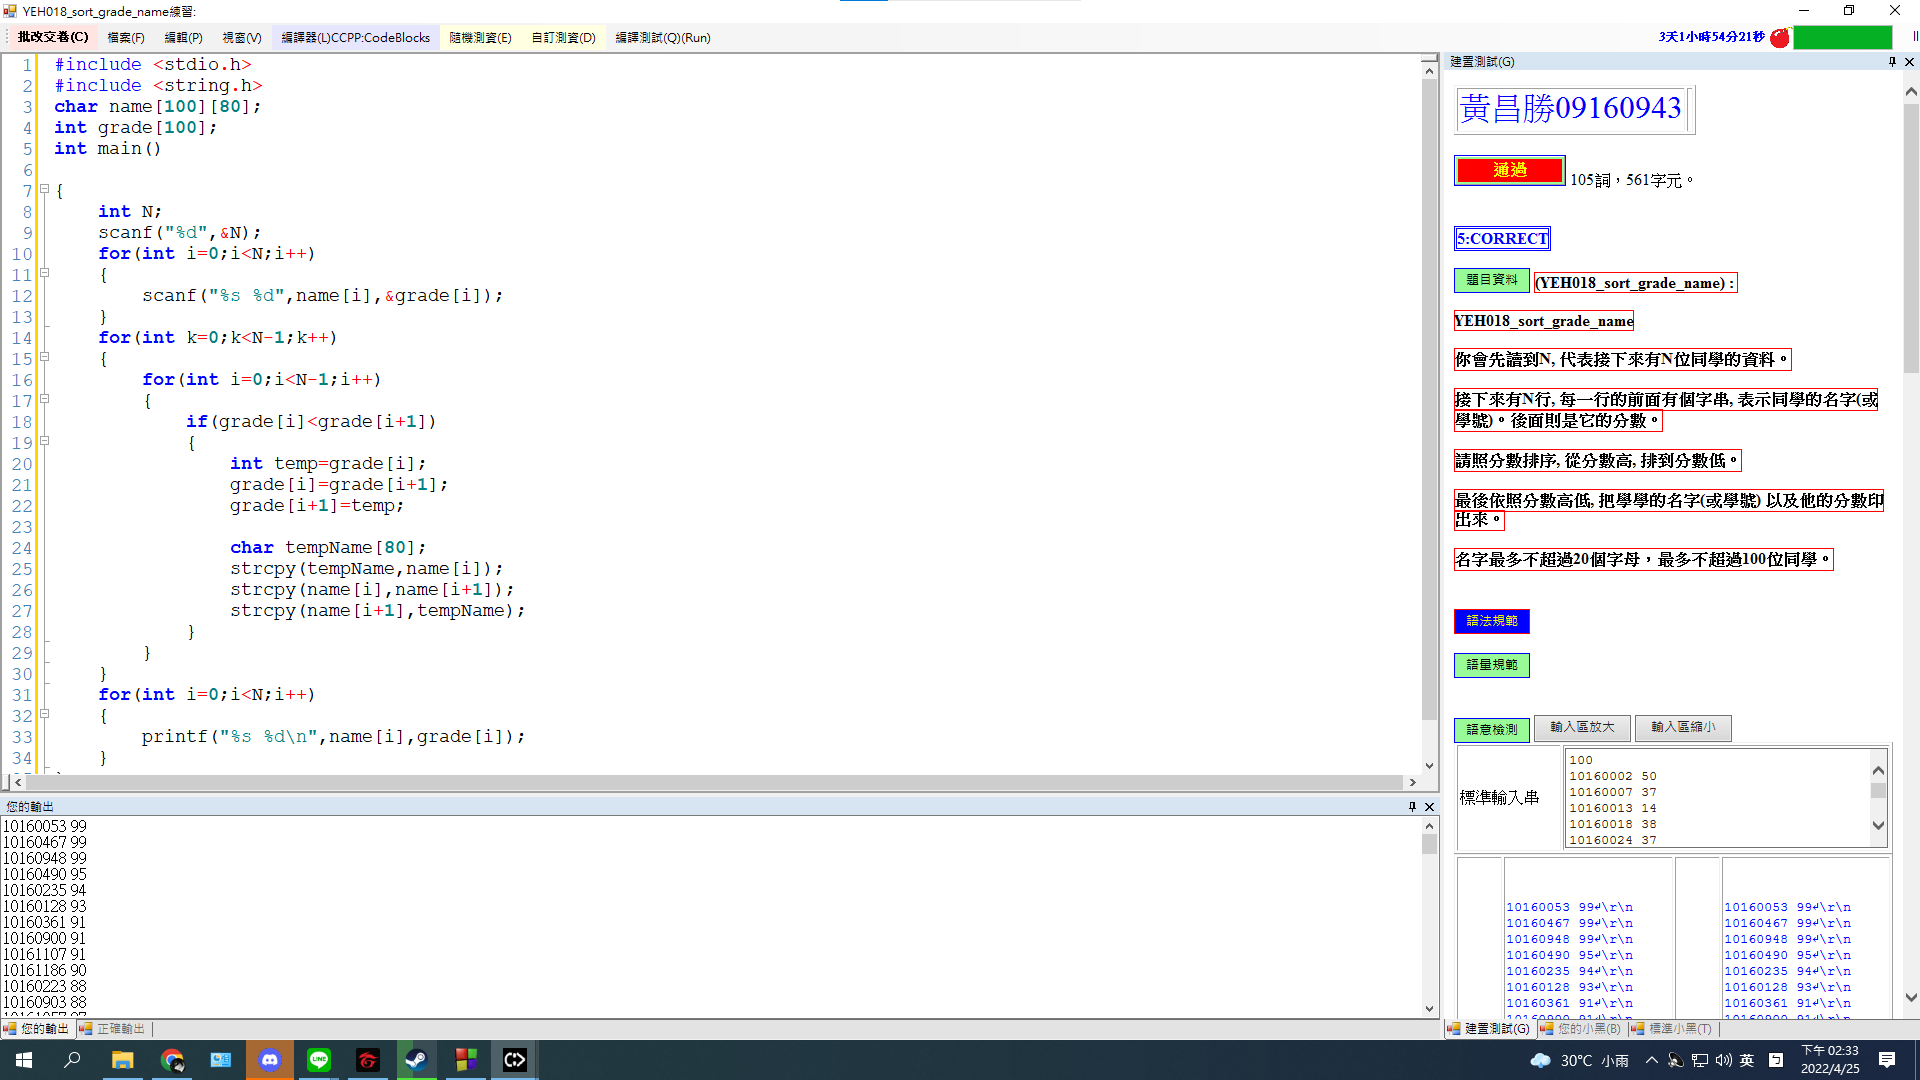 YEH018_sort_grade_name練習:
批改交卷(C) 檔案(F) 編輯(P) 視窗(V) 編譯器(L)CCPP:CodeBlocks 隨機測資(E) 自訂測資(D) 編譯測試(Q)(Run)
3天1小時54分21秒
1 #include <stdio.h>
2 #include <string.h>
3 char name[100][80];
4 int grade[100];
5 int main()
6
7 {
8 int N;
9 scanf("%d",&N);
10 for(int i=0;i<N;i++)
11 {
12 scanf("%s %d",name[i],&grade[i]);
13 }
14 for(int k=0;k<N-1;k++)
15 {
16 for(int i=0;i<N-1;i++)
17 {
18 if(grade[i]<grade[i+1])
19 {
20 int temp=grade[i];
21 grade[i]=grade[i+1];
22 grade[i+1]=temp;
23
24 char tempName[80];
25 strcpy(tempName,name[i]);
26 strcpy(name[i],name[i+1]);
27 strcpy(name[i+1],tempName);
28 }
29 }
30 }
31 for(int i=0;i<N;i++)
32 {
33 printf("%s %d\n",name[i],grade[i]);
34 }
您的輸出
10160053 99
10160467 99
10160948 99
10160490 95
10160235 94
10160128 93
10160361 91
10160900 91
10161107 91
10161186 90
10160223 88
10160903 88
您的輸出 正確輸出
建置測試(G)
黃昌勝09160943
通過 105詞，561字元。
5:CORRECT
題目資料 (YEH018_sort_grade_name) :
YEH018_sort_grade_name
你會先讀到N, 代表接下來有N位同學的資料。
接下來有N行, 每一行的前面有個字串, 表示同學的名字(或
學號)。後面則是它的分數。
請照分數排序, 從分數高, 排到分數低。
最後依照分數高低, 把學學的名字(或學號) 以及他的分數印
出來。
名字最多不超過20個字母，最多不超過100位同學。
語法規範
語量規範
語意檢測 輸入區放大 輸入區縮小
標準輸入串
100
10160002 50
10160007 37
10160013 14
10160018 38
10160024 37
10160053 99↲\r\n 10160053 99↲\r\n
10160467 99↲\r\n 10160467 99↲\r\n
10160948 99↲\r\n 10160948 99↲\r\n
10160490 95↲\r\n 10160490 95↲\r\n
10160235 94↲\r\n 10160235 94↲\r\n
10160128 93↲\r\n 10160128 93↲\r\n
10160361 91↲\r\n 10160361 91↲\r\n
10160900 91↲\r\n 10160900 91↲\r\n
建置測試(G) 您的小黑(B) 標準小黑(T)
LINE
30°C 小雨 英
下午 02:33
2022/4/25